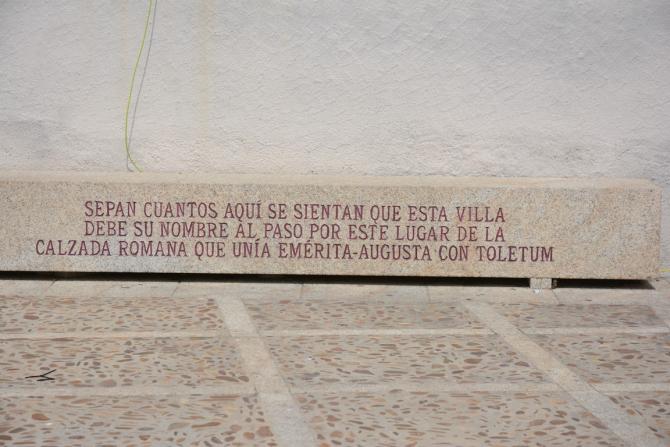 SEPAN CUANTOS AQUÍ SE SIENTAN QUE ESTA VILLA
DEBE SU NOMBRE AL PASO POR ESTE LUGAR DE LA
CALZADA ROMANA QUE UNÍA EMÉRITA-AUGUSTA CON TOLETUM